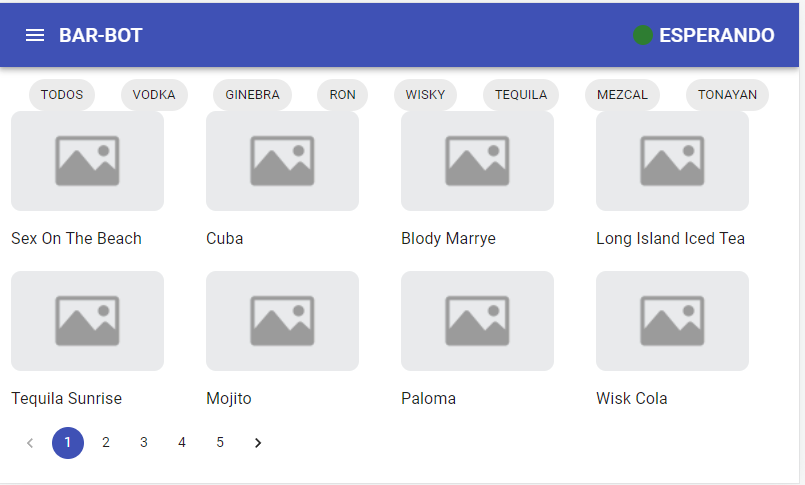 BAR-BOT ESPERANDO
TODOS VODKA GINEBRA RON WISKY TEQUILA MEZCAL TONAYAN
Sex On The Beach Cuba Blody Marrye Long Island Iced Tea
Tequila Sunrise Mojito Paloma Wisk Cola
1 2 3 4 5